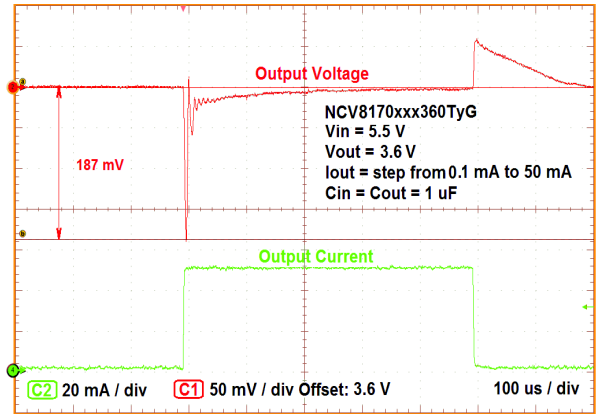 a
Output Voltage
NCV8170xxx360TyG
Vin = 5.5 V
Vout = 3.6 V
Iout = step from 0.1 mA to 50 mA
Cin = Cout = 1 uF
187 mV
b
Output Current
4
C2 20 mA / div C1 50 mV / div Offset: 3.6 V 100 us / div